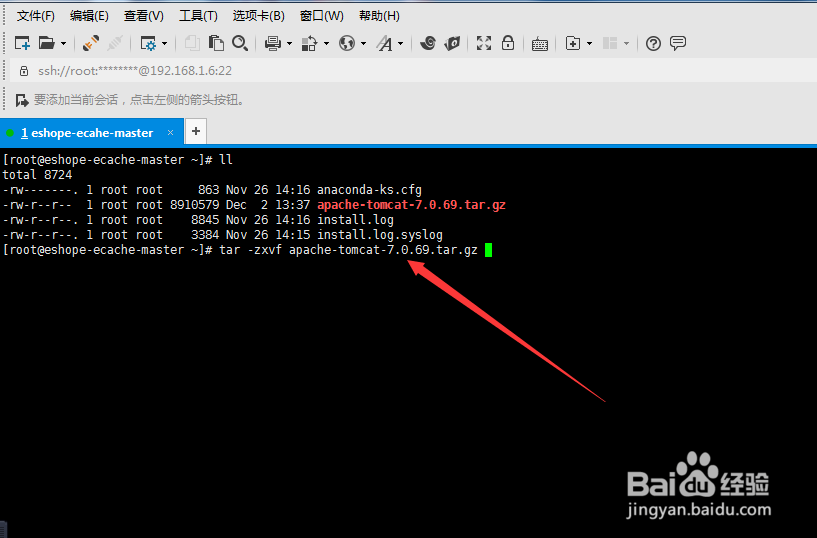 文件(F) 编辑(E) 查看(V) 工具(T) 选项卡(B) 窗口(W) 帮助(H)
ssh://root:********@192.168.1.6:22
要添加当前会话，点击左侧的箭头按钮。
1 eshope-ecahe-master × +
[root@eshope-ecache-master ~]# ll
total 8724
-rw-------. 1 root root     863 Nov 26 14:16 anaconda-ks.cfg
-rw-r--r--  1 root root 8910579 Dec  2 13:37 apache-tomcat-7.0.69.tar.gz
-rw-r--r--. 1 root root    8845 Nov 26 14:16 install.log
-rw-r--r--. 1 root root    3384 Nov 26 14:15 install.log.syslog
[root@eshope-ecache-master ~]# tar -zxvf apache-tomcat-7.0.69.tar.gz
Baidu经验
jingyan.baidu.com